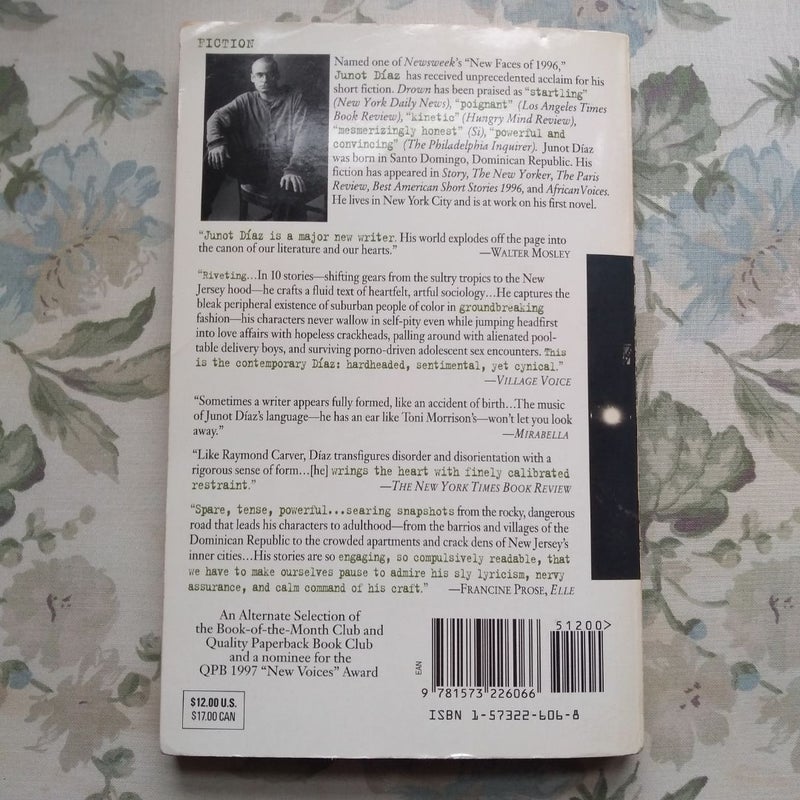 FICTION
Named one of Newsweek's "New Faces of 1996,"
Junot Díaz has received unprecedented acclaim for his
short fiction. Drown has been praised as "startling"
(New York Daily News), "poignant" (Los Angeles Times
Book Review), "kinetic" (Hungry Mind Review),
"mesmerizingly honest" (Sí), "powerful and
convincing" (The Philadelphia Inquirer). Junot Díaz
was born in Santo Domingo, Dominican Republic. His
fiction has appeared in Story, The New Yorker, The Paris
Review, Best American Short Stories 1996, and African Voices.
He lives in New York City and is at work on his first novel.
"Junot Díaz is a major new writer. His world explodes off the page into
the canon of our literature and our hearts."
—WALTER MOSLEY
"Riveting...In 10 stories—shifting gears from the sultry tropics to the New
Jersey hood—he crafts a fluid text of heartfelt, artful sociology...He captures the
bleak peripheral existence of suburban people of color in groundbreaking
fashion—his characters never wallow in self-pity even while jumping headfirst
into love affairs with hopeless crackheads, palling around with alienated pool-
table delivery boys, and surviving porno-driven adolescent sex encounters. This
is the contemporary Díaz: hardheaded, sentimental, yet cynical."
—VILLAGE VOICE
"Sometimes a writer appears fully formed, like an accident of birth...The music
of Junot Díaz's language—he has an ear like Toni Morrison's—won't let you look
away."
—MIRABELLA
"Like Raymond Carver, Díaz transfigures disorder and disorientation with a
rigorous sense of form...[he] wrings the heart with finely calibrated
restraint."
—THE NEW YORK TIMES BOOK REVIEW
"Spare, tense, powerful...searing snapshots from the rocky, dangerous
road that leads his characters to adulthood—from the barrios and villages of the
Dominican Republic to the crowded apartments and crack dens of New Jersey's
inner cities...His stories are so engaging, so compulsively readable, that
we have to make ourselves pause to admire his sly lyricism, nervy
assurance, and calm command of his craft."
—FRANCINE PROSE, ELLE
An Alternate Selection of
the Book-of-the-Month Club and
Quality Paperback Book Club
and a nominee for the
QPB 1997 "New Voices" Award
$12.00 U.S.
$17.00 CAN
EAN
51200>
9 781573 226066
ISBN 1-57322-606-8